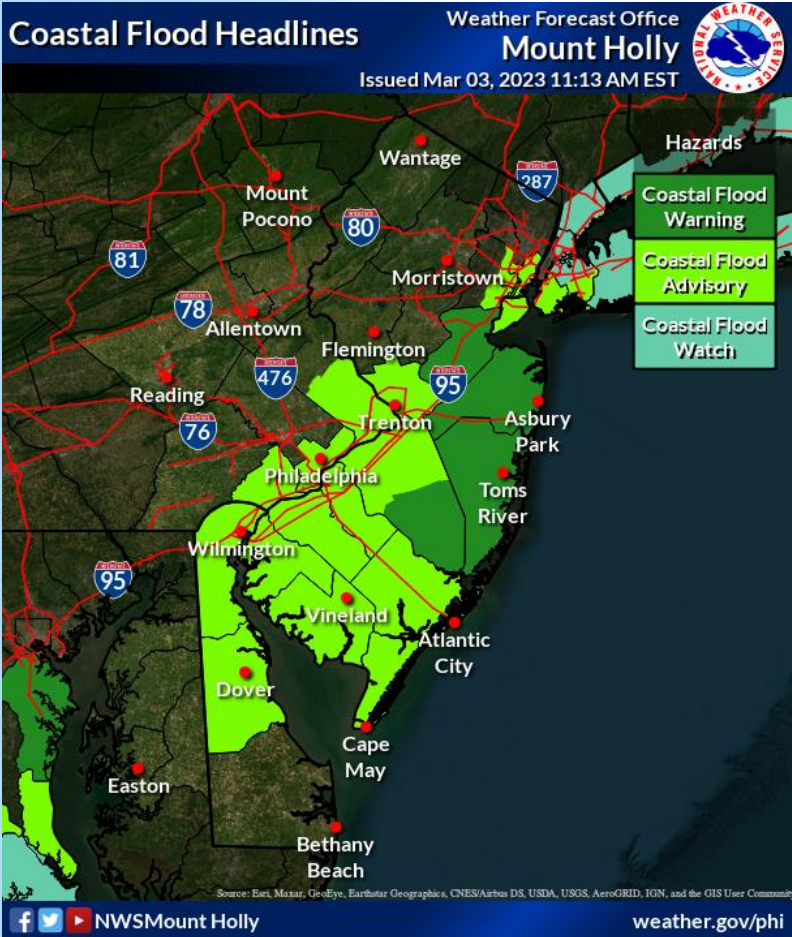 Coastal Flood Headlines
Weather Forecast Office
Mount Holly
Issued Mar 03, 2023 11:13 AM EST
NATIONAL WEATHER SERVICE
Hazards
Coastal Flood
Warning
Coastal Flood
Advisory
Coastal Flood
Watch
Wantage
287
Mount
Pocono
80
81
Morristown
78
Allentown
Flemington
476
95
Reading
Trenton
Asbury
Park
76
Philadelphia
Toms
River
Wilmington
95
Vineland
Atlantic
City
Dover
Cape
May
Easton
Bethany
Beach
Source: Esri, Maxar, GeoEye, Earthstar Geographics, CNES/Airbus DS, USDA, USGS, AeroGRID, IGN, and the GIS User Community
NWSMount Holly
weather.gov/phi